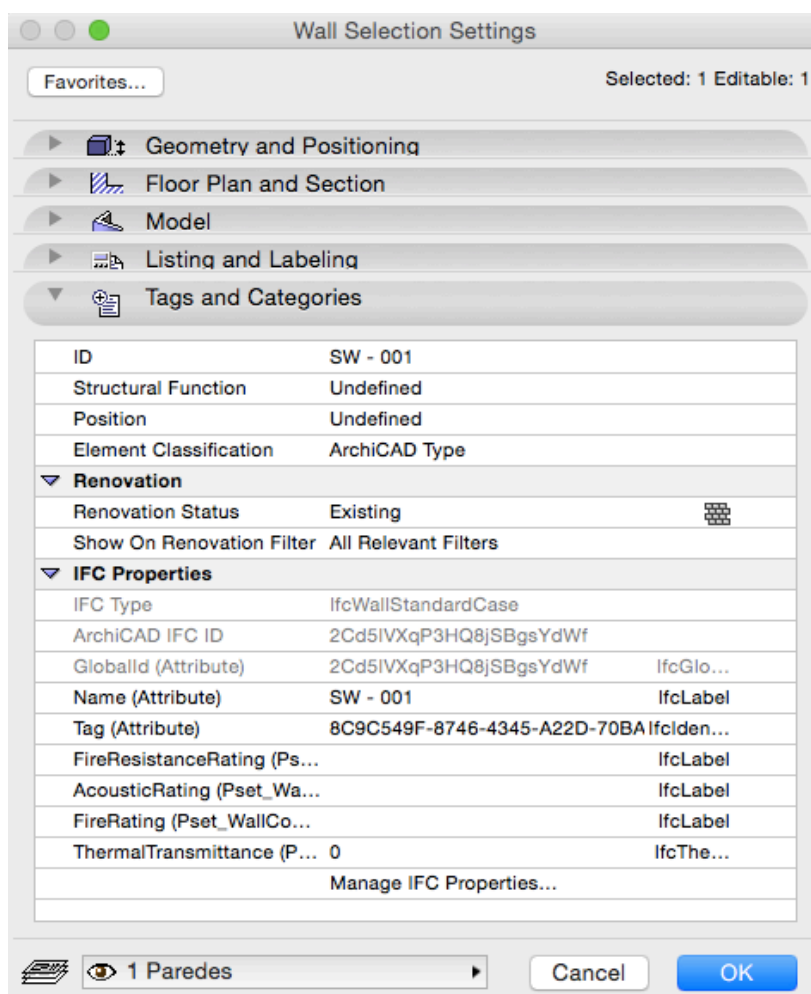 Wall Selection Settings
Favorites...
Selected: 1 Editable: 1
Geometry and Positioning
Floor Plan and Section
Model
Listing and Labeling
Tags and Categories
ID SW - 001
Structural Function Undefined
Position Undefined
Element Classification ArchiCAD Type
Renovation
Renovation Status Existing
Show On Renovation Filter All Relevant Filters
IFC Properties
IFC Type IfcWallStandardCase
ArchiCAD IFC ID 2Cd5IVXqP3HQ8jSBgsYdWf
GlobalId (Attribute) 2Cd5IVXqP3HQ8jSBgsYdWf IfcGlo...
Name (Attribute) SW - 001 IfcLabel
Tag (Attribute) 8C9C549F-8746-4345-A22D-70BA IfcIden...
FireResistanceRating (Ps... IfcLabel
AcousticRating (Pset_Wa... IfcLabel
FireRating (Pset_WallCo... IfcLabel
ThermalTransmittance (P... 0 IfcThe...
Manage IFC Properties...
1 Paredes
Cancel
OK